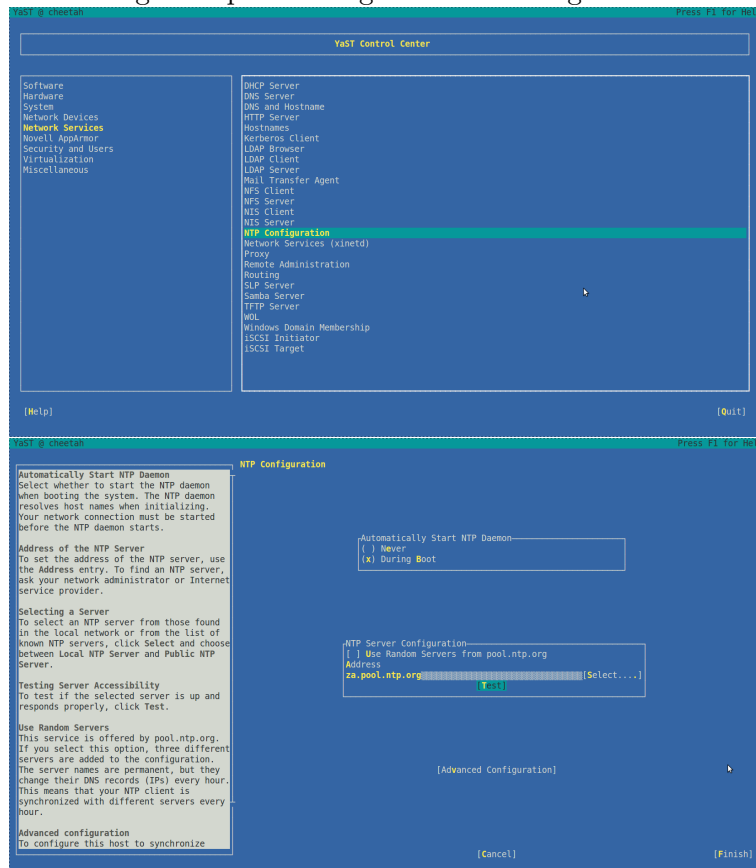 YaST @ cheetah Press F1 for Hel
YaST Control Center
Software
Hardware
System
Network Devices
Network Services
Novell AppArmor
Security and Users
Virtualization
Miscellaneous
DHCP Server
DNS Server
DNS and Hostname
HTTP Server
Hostnames
Kerberos Client
LDAP Browser
LDAP Client
LDAP Server
Mail Transfer Agent
NFS Client
NFS Server
NIS Client
NIS Server
NTP Configuration
Network Services (xinetd)
Proxy
Remote Administration
Routing
SLP Server
Samba Server
TFTP Server
WOL
Windows Domain Membership
iSCSI Initiator
iSCSI Target
[Help] [Quit]
YaST @ cheetah Press F1 for Hel
Automatically Start NTP Daemon
Select whether to start the NTP daemon
when booting the system. The NTP daemon
resolves host names when initializing.
Your network connection must be started
before the NTP daemon starts.
Address of the NTP Server
To set the address of the NTP server, use
the Address entry. To find an NTP server,
ask your network administrator or Internet
service provider.
Selecting a Server
To select an NTP server from those found
in the local network or from the list of
known NTP servers, click Select and choose
between Local NTP Server and Public NTP
Server.
Testing Server Accessibility
To test if the selected server is up and
responds properly, click Test.
Use Random Servers
This service is offered by pool.ntp.org.
If you select this option, three different
servers are added to the configuration.
The server names are permanent, but they
change their DNS records (IPs) every hour.
This means that your NTP client is
synchronized with different servers every
hour.
Advanced configuration
To configure this host to synchronize
NTP Configuration
Automatically Start NTP Daemon
( ) Never
(x) During Boot
NTP Server Configuration
[ ] Use Random Servers from pool.ntp.org
Address
za.pool.ntp.org [Select....]
[Test]
[Advanced Configuration]
[Cancel] [Finish]